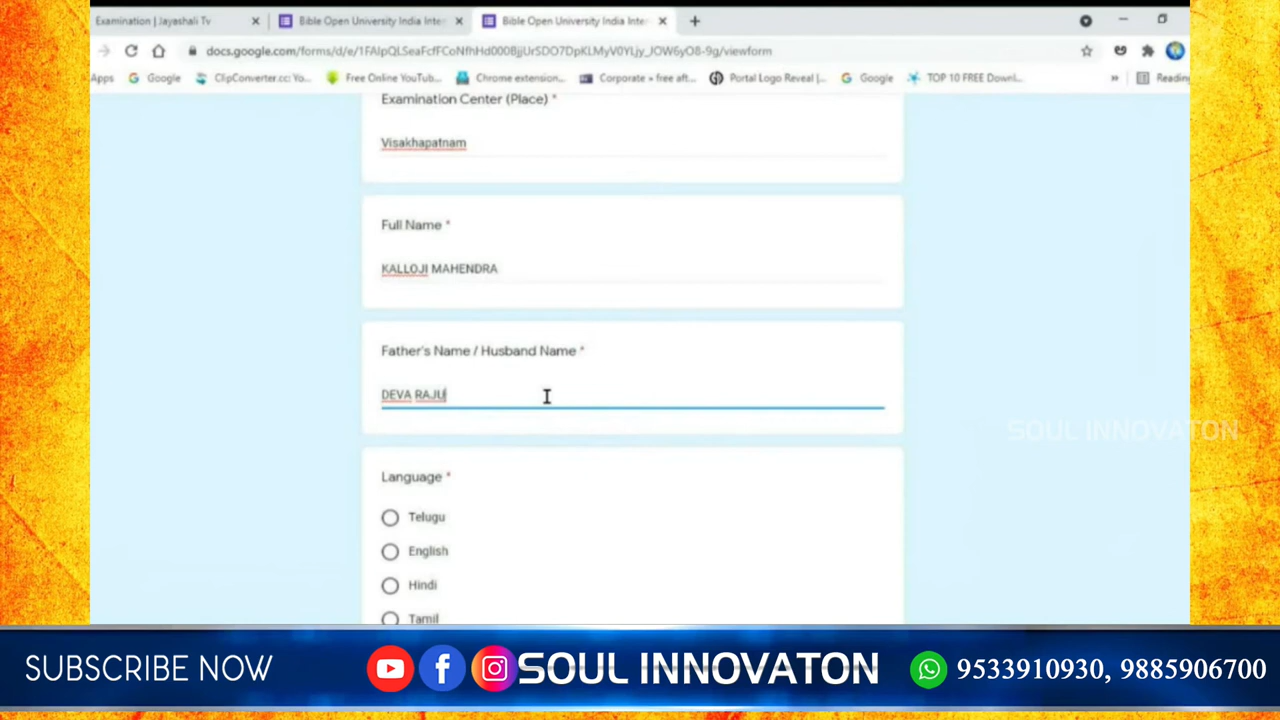 Examination | Jayashali Tv
Bible Open University India Inter
Bible Open University India Inter
docs.google.com/forms/d/e/1FAIpQLSeaFcfFCoNfhHd000BjjUrSDO7DpKLMyV0YLjy_JOW6yO8-9g/viewform
Apps Google ClipConverter.cc: Yo... Free Online YouTub... Chrome extension... Corporate » free aft... Portal Logo Reveal |... Google TOP 10 FREE Downl... » Reading
Examination Center (Place) *
Visakhapatnam
Full Name *
KALLOJI MAHENDRA
Father's Name / Husband Name *
DEVA RAJU
SOUL INNOVATON
Language *
Telugu
English
Hindi
Tamil
SUBSCRIBE NOW SOUL INNOVATON 9533910930, 9885906700